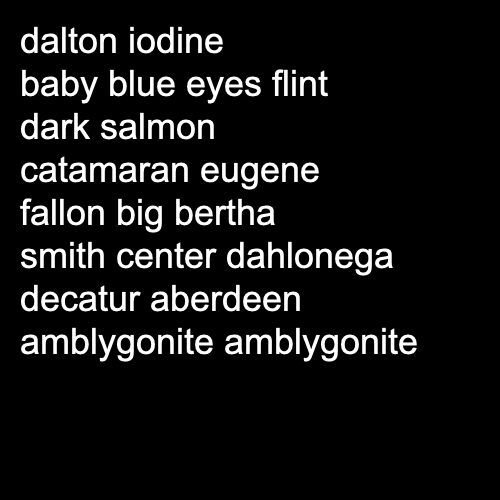 dalton iodine
baby blue eyes flint
dark salmon
catamaran eugene
fallon big bertha
smith center dahlonega
decatur aberdeen
amblygonite amblygonite